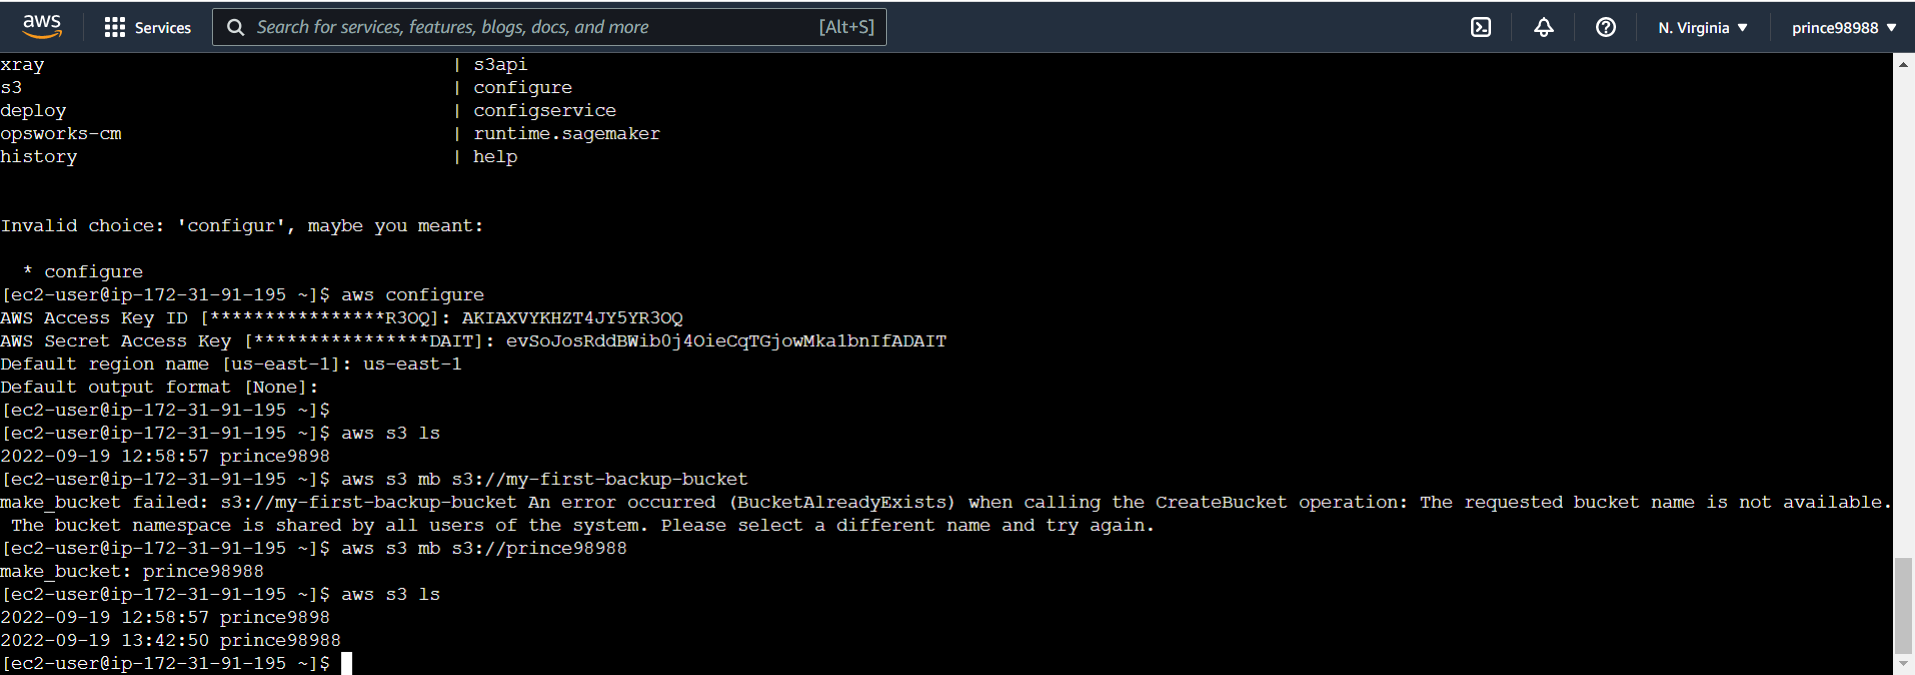 aws
Services
Search for services, features, blogs, docs, and more [Alt+S]
N. Virginia
prince98988
xray | s3api
s3 | configure
deploy | configservice
opsworks-cm | runtime.sagemaker
history | help
Invalid choice: 'configur', maybe you meant:
* configure
[ec2-user@ip-172-31-91-195 ~]$ aws configure
AWS Access Key ID [****************R3OQ]: AKIAXVYKHZT4JY5YR3OQ
AWS Secret Access Key [****************DAIT]: 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
Default region name [us-east-1]: us-east-1
Default output format [None]:
[ec2-user@ip-172-31-91-195 ~]$
[ec2-user@ip-172-31-91-195 ~]$ aws s3 ls
2022-09-19 12:58:57 prince9898
[ec2-user@ip-172-31-91-195 ~]$ aws s3 mb s3://my-first-backup-bucket
make_bucket failed: s3://my-first-backup-bucket An error occurred (BucketAlreadyExists) when calling the CreateBucket operation: The requested bucket name is not available.
The bucket namespace is shared by all users of the system. Please select a different name and try again.
[ec2-user@ip-172-31-91-195 ~]$ aws s3 mb s3://prince98988
make_bucket: prince98988
[ec2-user@ip-172-31-91-195 ~]$ aws s3 ls
2022-09-19 12:58:57 prince9898
2022-09-19 13:42:50 prince98988
[ec2-user@ip-172-31-91-195 ~]$